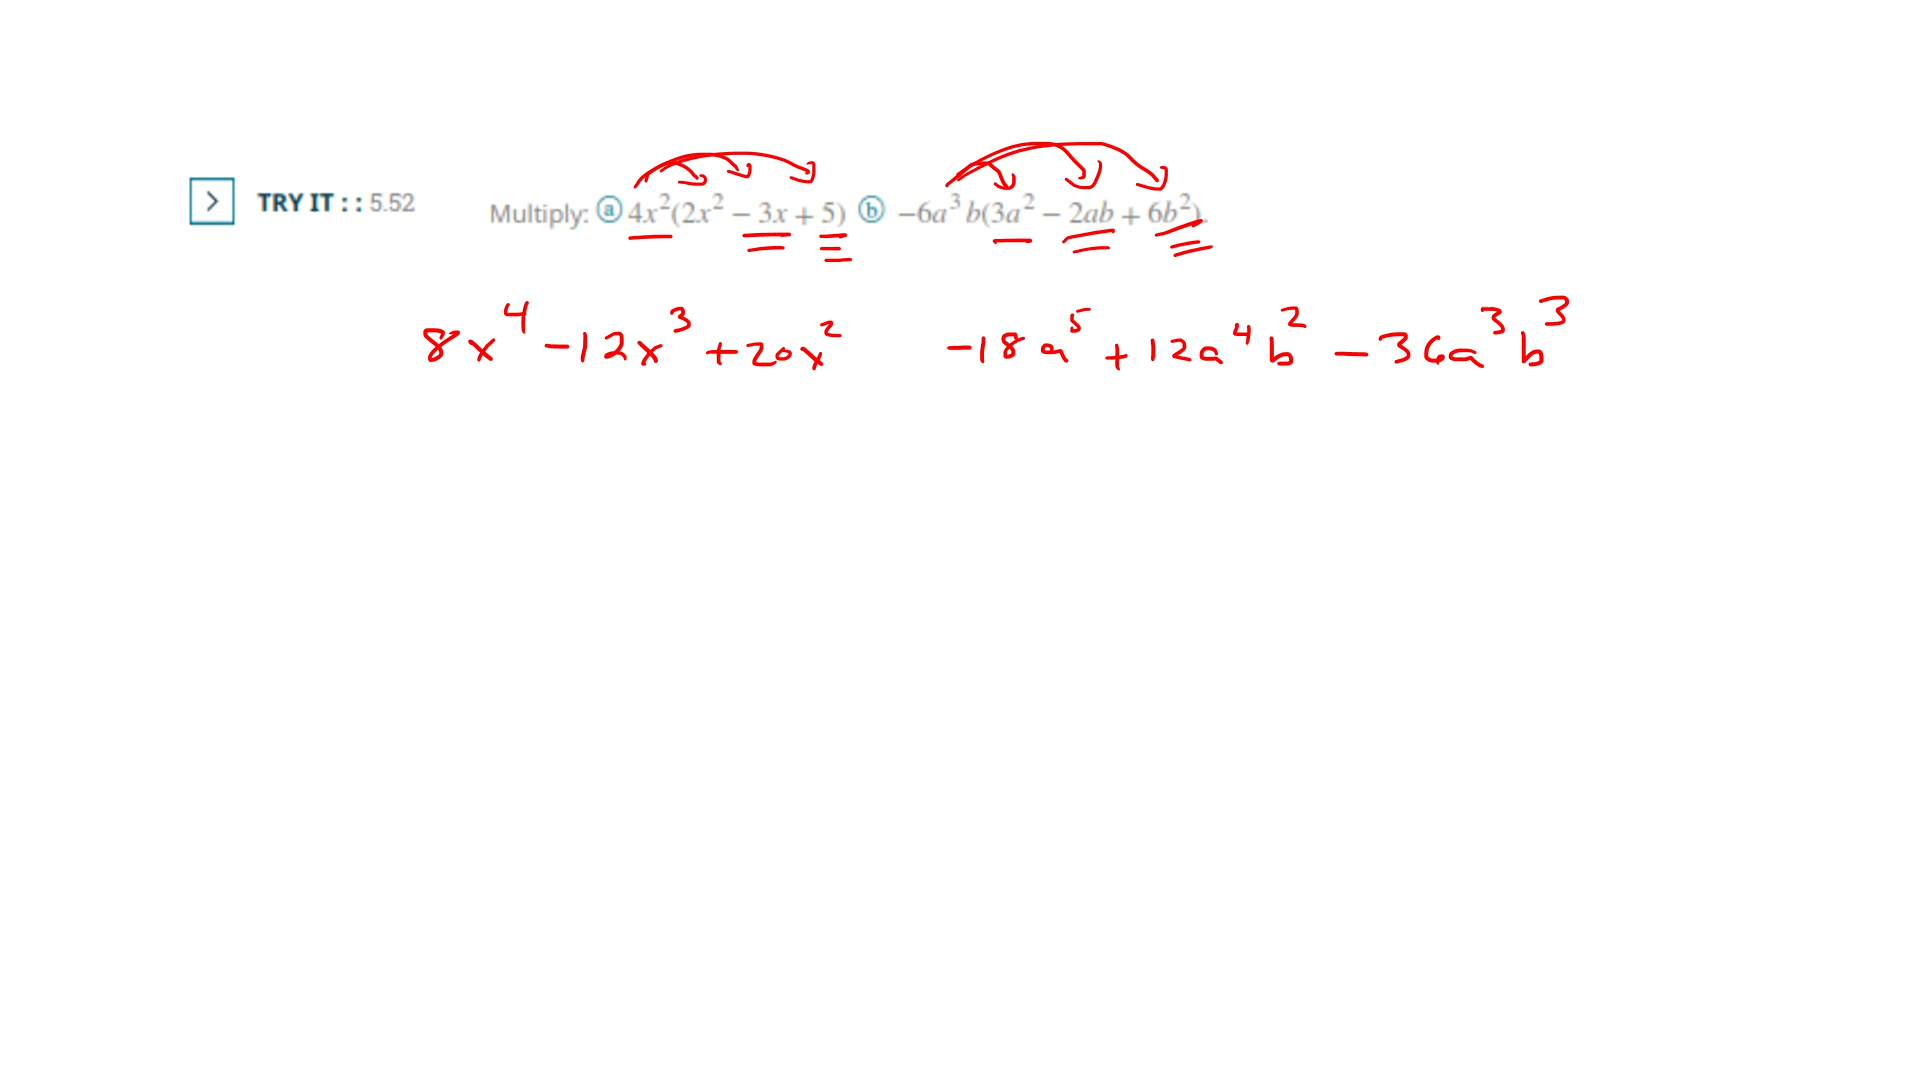 > TRY IT : : 5.52 Multiply: ⓐ 4x²(2x² − 3x + 5) ⓑ −6a³b(3a² − 2ab + 6b²).
8x⁴ −12x³ +20x² −18a⁵ +12a⁴b² −36a³b³